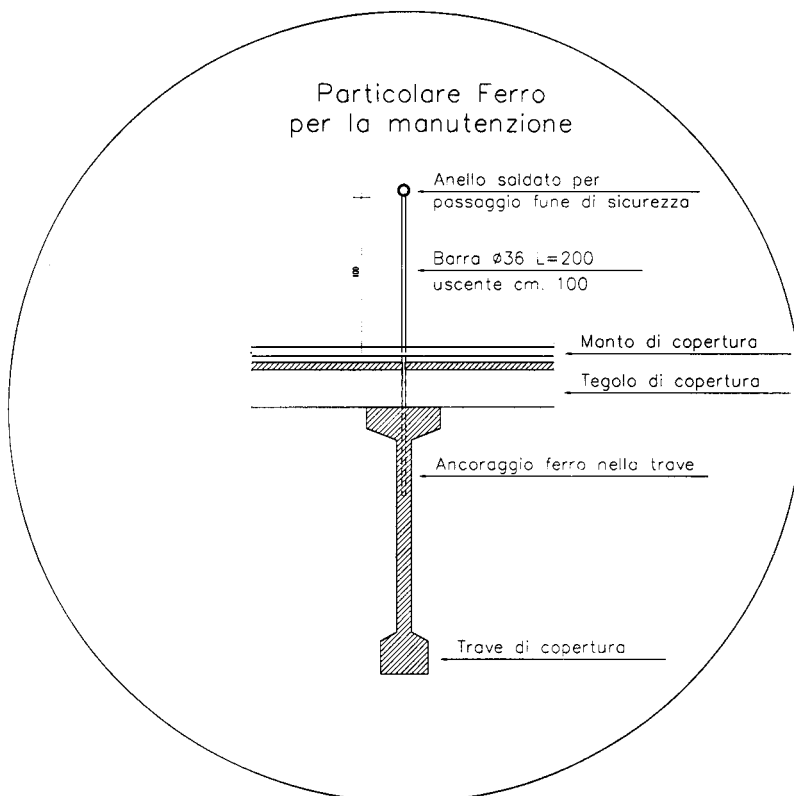 Particolare Ferro
per la manutenzione
Anello saldato per
passaggio fune di sicurezza
Barra ø36 L=200
uscente cm. 100
100
Manto di copertura
Tegolo di copertura
Ancoraggio ferro nella trave
Trave di copertura